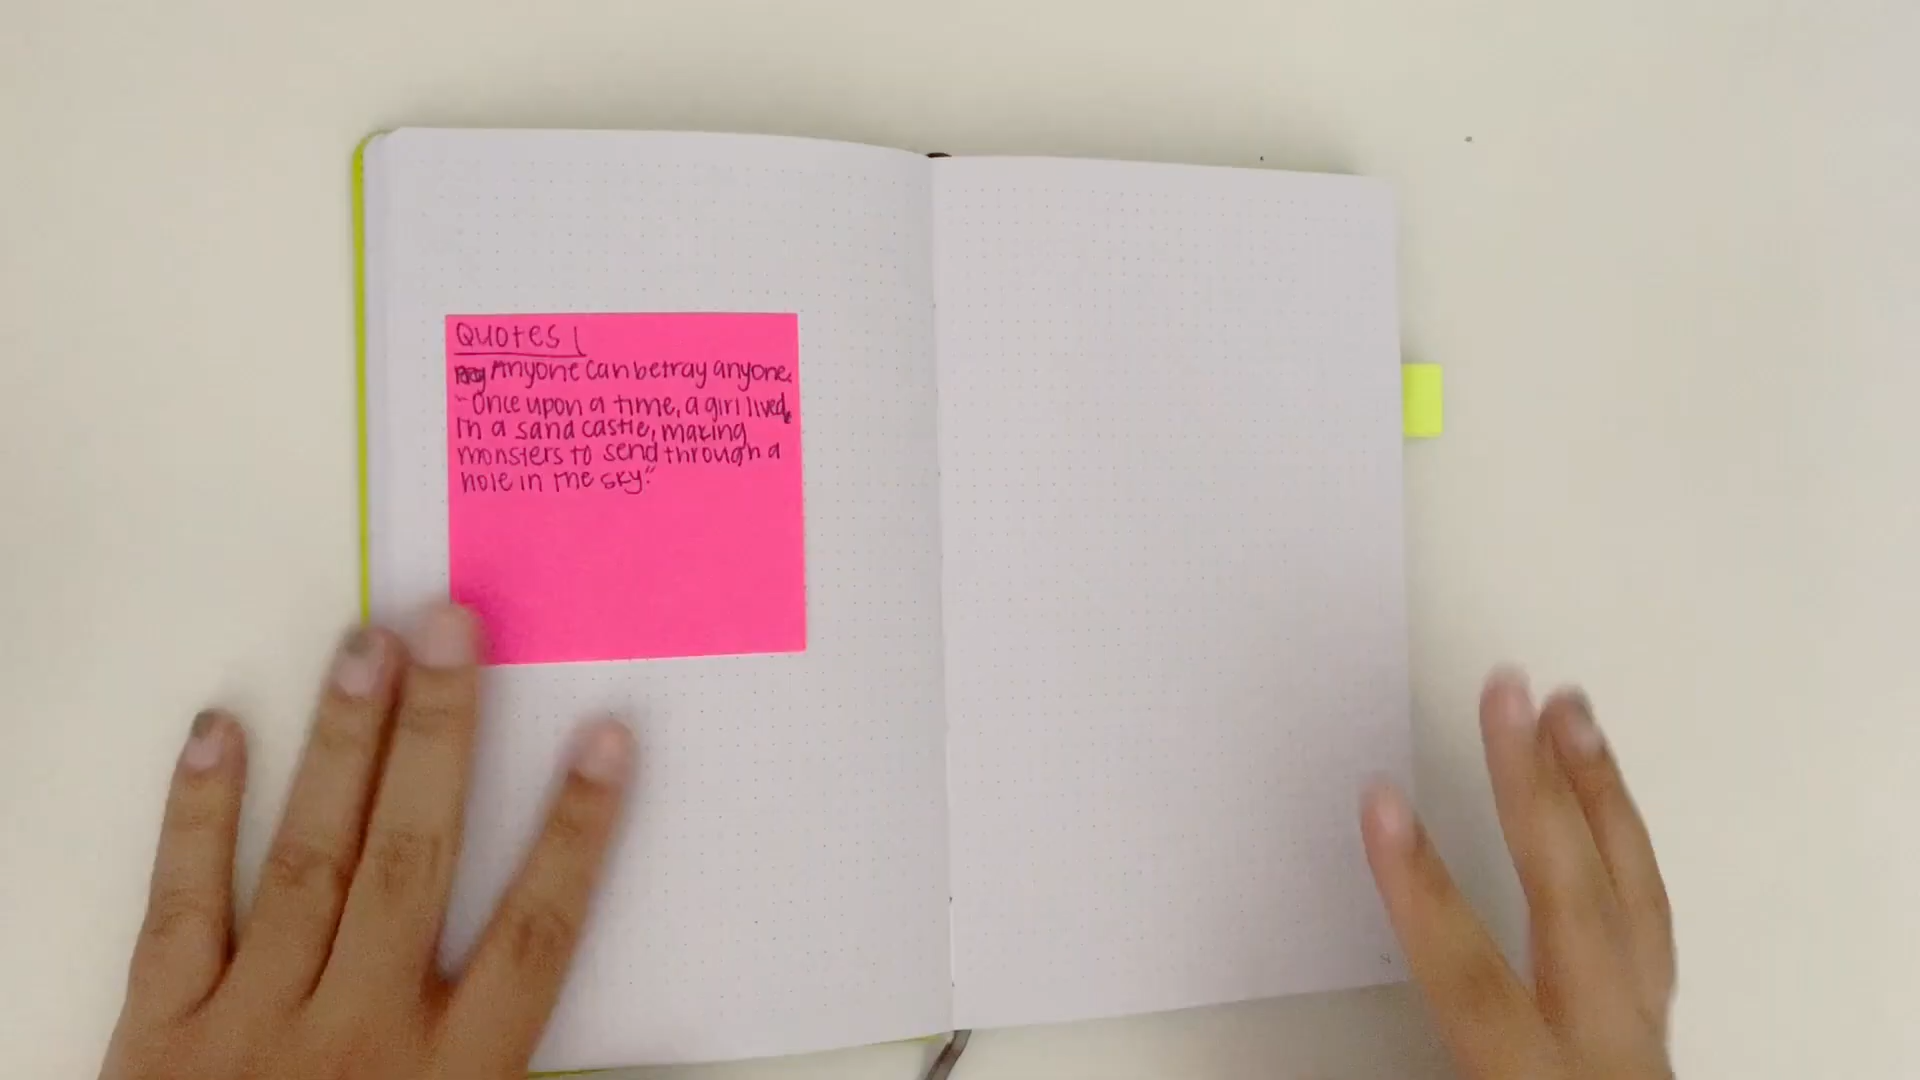 Quotes 1
Anyone can betray anyone.
"Once upon a time, a girl lived
in a sand castle, making
monsters to send through a
hole in the sky."